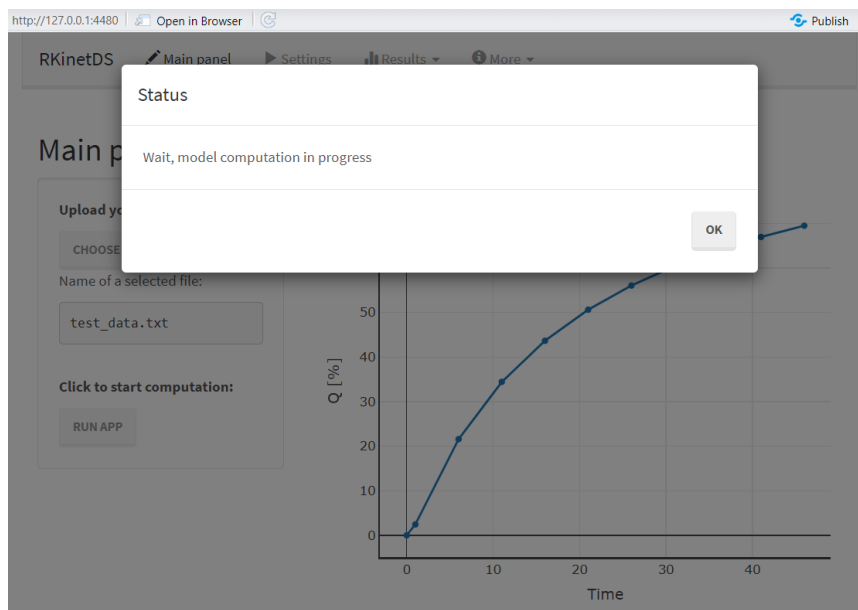 http://127.0.0.1:4480 Open in Browser Publish
RKinetDS Main panel Settings Results More
Status
Wait, model computation in progress
OK
Main p
Upload yo
CHOOSE
Name of a selected file:
test_data.txt
Click to start computation:
RUN APP
50
40
30
20
10
0
Q [%]
0 10 20 30 40
Time